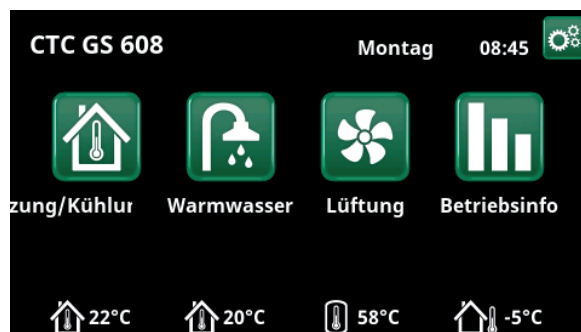 CTC GS 608 Montag 08:45
zung/Kühlur Warmwasser Lüftung Betriebsinfo
22°C 20°C 58°C -5°C